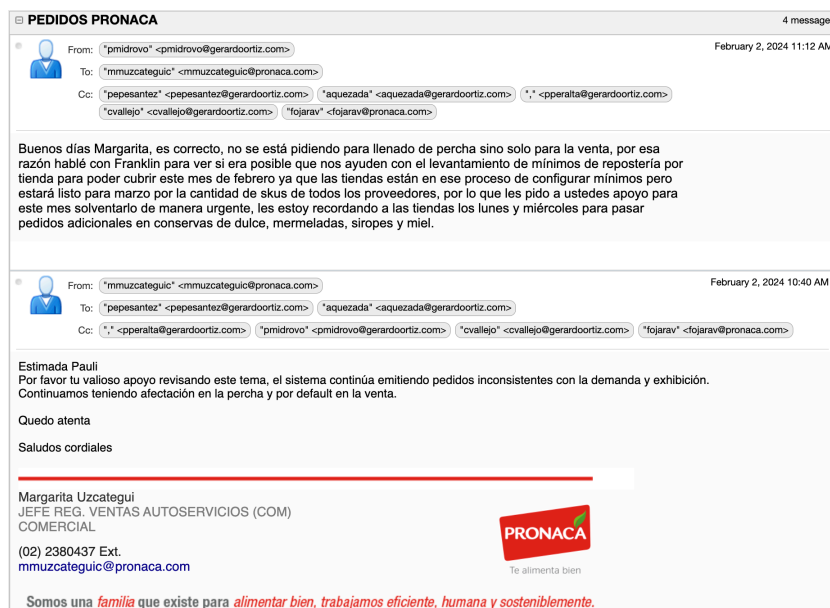 PEDIDOS PRONACA
4 message
From: "pmidrovo" <pmidrovo@gerardoortiz.com>
February 2, 2024 11:12 AM
To: "mmuzcateguic" <mmuzcateguic@pronaca.com>
Cc: "pepesantez" <pepesantez@gerardoortiz.com> "aquezada" <aquezada@gerardoortiz.com> "," <pperalta@gerardoortiz.com>
"cvallejo" <cvallejo@gerardoortiz.com> "fojarav" <fojarav@pronaca.com>
Buenos días Margarita, es correcto, no se está pidiendo para llenado de percha sino solo para la venta, por esa
razón hablé con Franklin para ver si era posible que nos ayuden con el levantamiento de mínimos de repostería por
tienda para poder cubrir este mes de febrero ya que las tiendas están en ese proceso de configurar mínimos pero
estará listo para marzo por la cantidad de skus de todos los proveedores, por lo que les pido a ustedes apoyo para
este mes solventarlo de manera urgente, les estoy recordando a las tiendas los lunes y miércoles para pasar
pedidos adicionales en conservas de dulce, mermeladas, siropes y miel.
From: "mmuzcateguic" <mmuzcateguic@pronaca.com>
February 2, 2024 10:40 AM
To: "pepesantez" <pepesantez@gerardoortiz.com> "aquezada" <aquezada@gerardoortiz.com>
Cc: "," <pperalta@gerardoortiz.com> "pmidrovo" <pmidrovo@gerardoortiz.com> "cvallejo" <cvallejo@gerardoortiz.com> "fojarav" <fojarav@pronaca.com>
Estimada Pauli
Por favor tu valioso apoyo revisando este tema, el sistema continúa emitiendo pedidos inconsistentes con la demanda y exhibición.
Continuamos teniendo afectación en la percha y por default en la venta.
Quedo atenta
Saludos cordiales
Margarita Uzcategui
JEFE REG. VENTAS AUTOSERVICIOS (COM)
COMERCIAL
(02) 2380437 Ext.
mmuzcateguic@pronaca.com
PRONACA
Te alimenta bien
Somos una familia que existe para alimentar bien, trabajamos eficiente, humana y sosteniblemente.